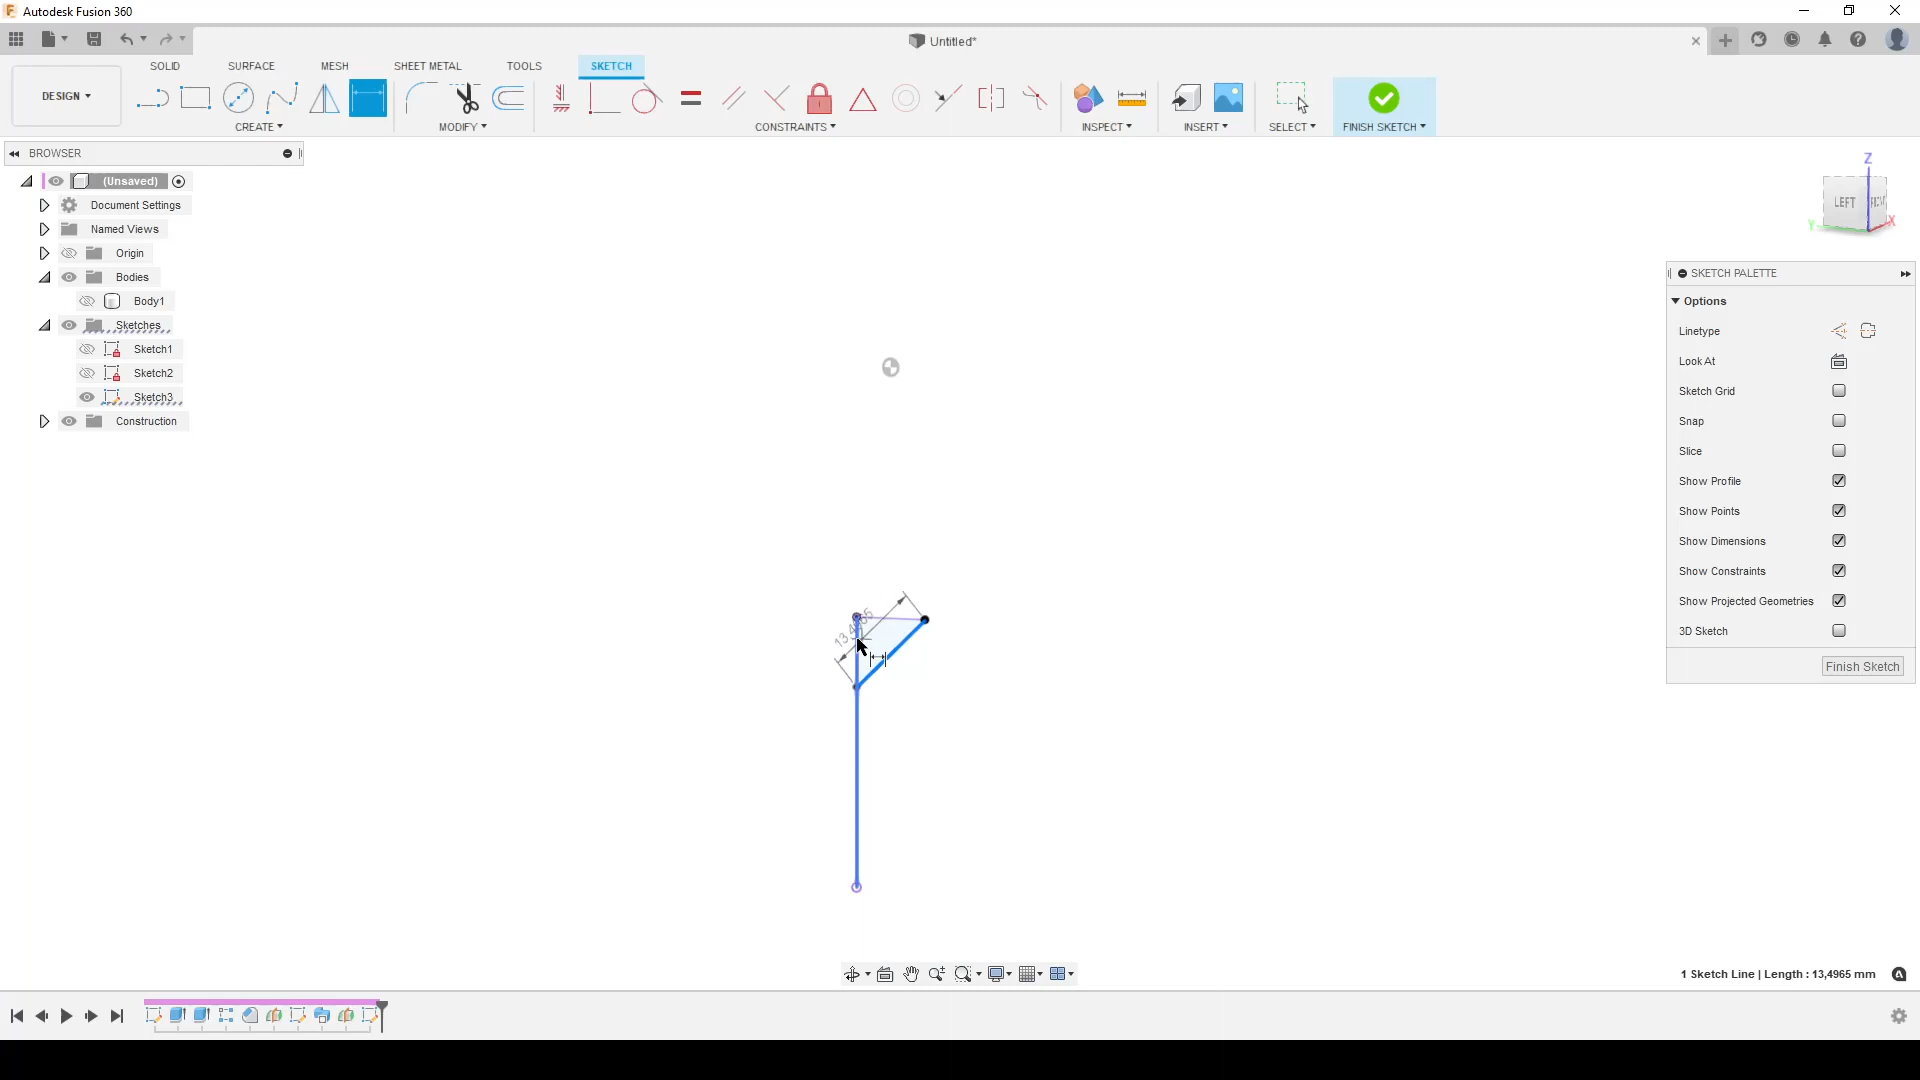 Autodesk Fusion 360
Untitled*
DESIGN
SOLID SURFACE MESH SHEET METAL TOOLS SKETCH
CREATE MODIFY CONSTRAINTS INSPECT INSERT SELECT FINISH SKETCH
BROWSER
(Unsaved)
Document Settings
Named Views
Origin
Bodies
Body1
Sketches
Sketch1
Sketch2
Sketch3
Construction
Z
LEFT
Y
X
SKETCH PALETTE
Options
Linetype
Look At
Sketch Grid
Snap
Slice
Show Profile
Show Points
Show Dimensions
Show Constraints
Show Projected Geometries
3D Sketch
Finish Sketch
1 Sketch Line | Length : 13,4965 mm